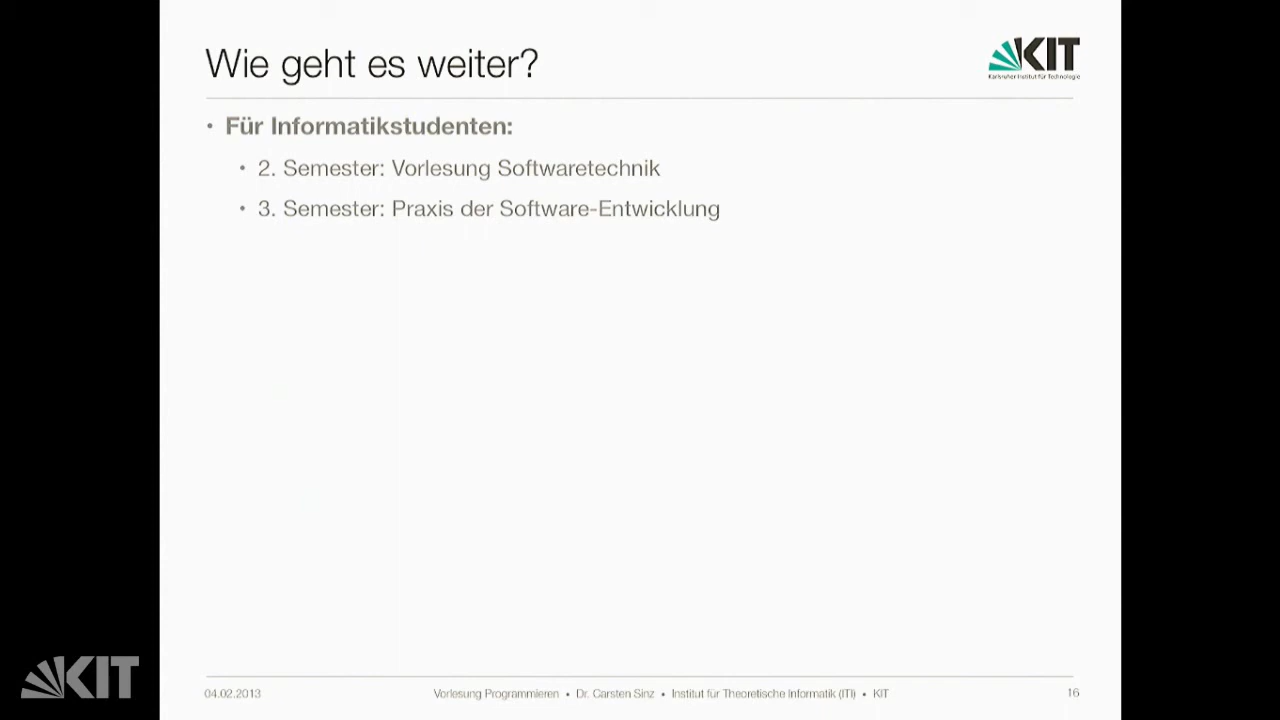 Wie geht es weiter?
KIT
Karlsruher Institut für Technologie
• Für Informatikstudenten:
• 2. Semester: Vorlesung Softwaretechnik
• 3. Semester: Praxis der Software-Entwicklung
KIT
04.02.2013
Vorlesung Programmieren • Dr. Carsten Sinz • Institut für Theoretische Informatik (ITI) • KIT
16